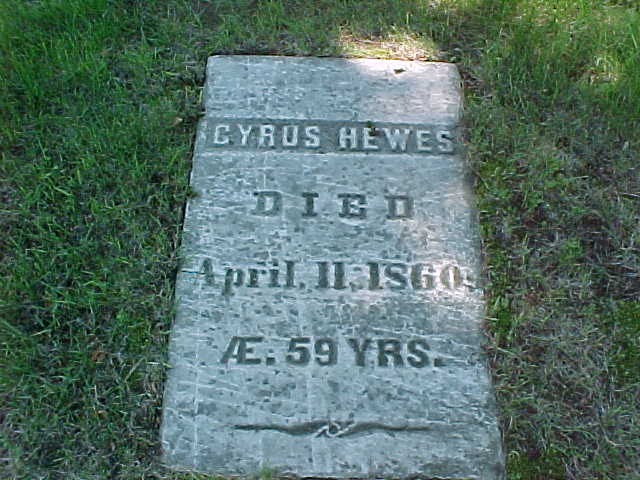 CYRUS HEWES
DIED
April, 11, 1860,
Æ. 59 YRS.